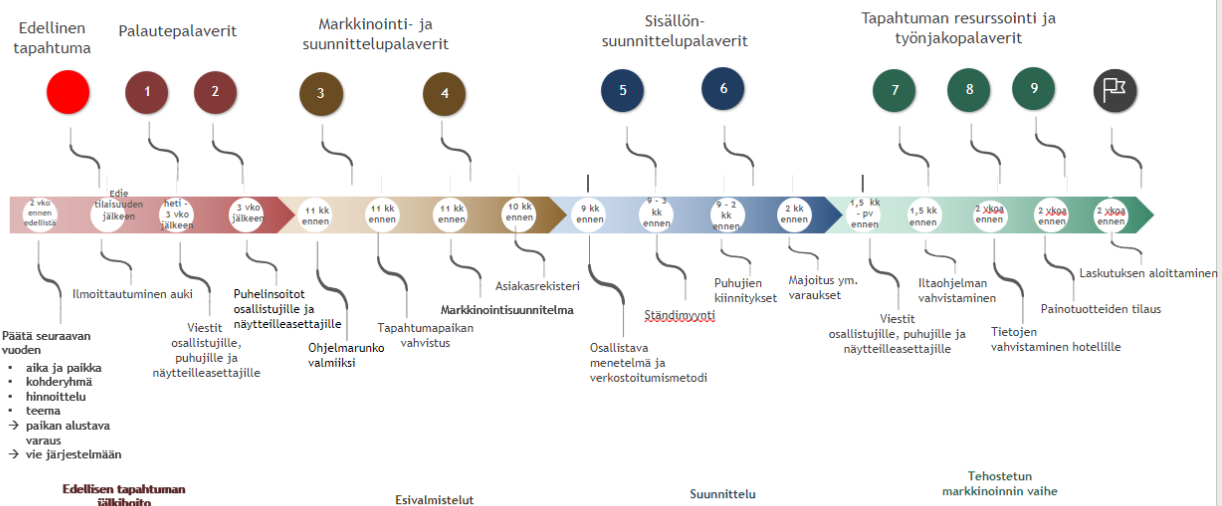 Edellinen
tapahtuma
Palautepalaverit
Markkinointi- ja
suunnittelupalaverit
Sisällön-
suunnittelupalaverit
Tapahtuman resurssointi ja
työnjakopalaverit
1
2
3
4
5
6
7
8
9
2 vko
ennen
edellistä
Edie
tilaisuuden
jälkeen
heti -
3 vko
jälkeen
3 vko
jälkeen
11 kk
ennen
11 kk
ennen
11 kk
ennen
10 kk
ennen
9 kk
ennen
9 - 3
kk
ennen
9 - 2
kk
ennen
2 kk
ennen
1,5 kk
- pv
ennen
1,5 kk
ennen
2 vkoa
ennen
2 vkoa
ennen
2 vkoa
ennen
Päätä seuraavan
vuoden
• aika ja paikka
• kohderyhmä
• hinnoittelu
• teema
→ paikan alustava
varaus
→ vie järjestelmään
Ilmoittautuminen auki
Viestit
osallistujille,
puhujille ja
näytteilleasettajille
Puhelinsoitot
osallistujille ja
näytteilleasettajille
Ohjelmarunko
valmiiksi
Tapahtumapaikan
vahvistus
Markkinointisuunnitelma
Asiakasrekisteri
Osallistava
menetelmä ja
verkostoitumismetodi
Ständimyynti
Puhujien
kiinnitykset
Majoitus ym.
varaukset
Viestit
osallistujille, puhujille ja
näytteilleasettajille
Iltaohjelman
vahvistaminen
Tietojen
vahvistaminen hotellille
Painotuotteiden tilaus
Laskutuksen aloittaminen
Edellisen tapahtuman
jälkihoito
Esivalmistelut
Suunnittelu
Tehostetun
markkinoinnin vaihe